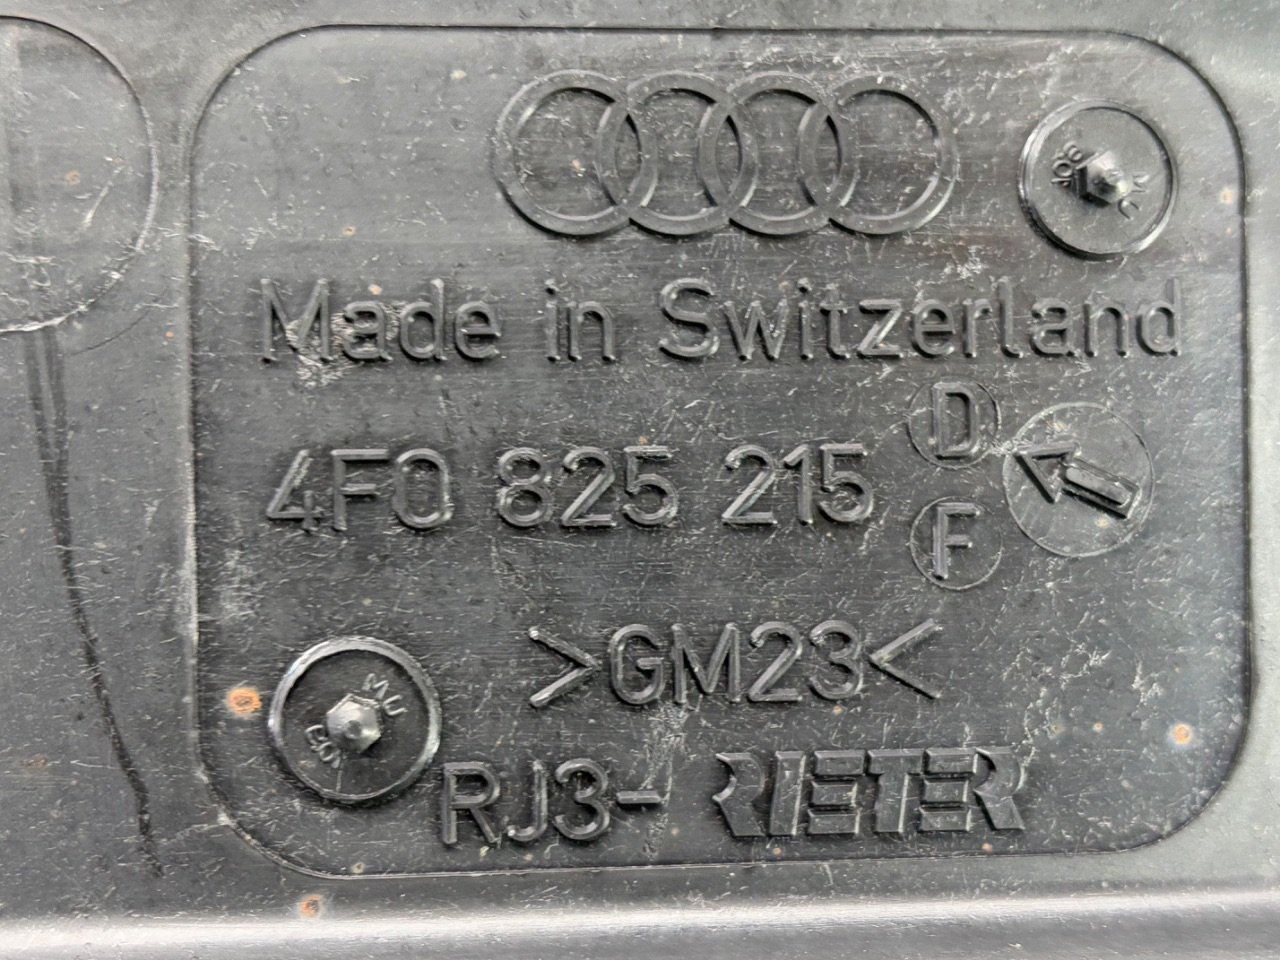 Made in Switzerland
4F0 825 215
D
F
>GM23<
RJ3- RIETER